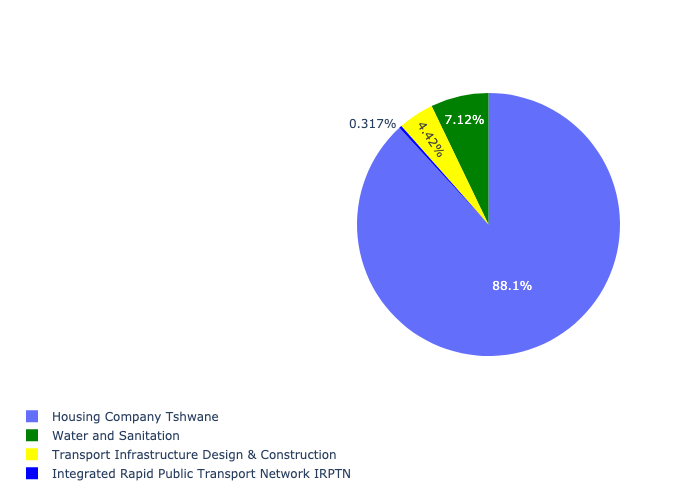 7.12%
0.317%
4.42%
88.1%
Housing Company Tshwane
Water and Sanitation
Transport Infrastructure Design & Construction
Integrated Rapid Public Transport Network IRPTN